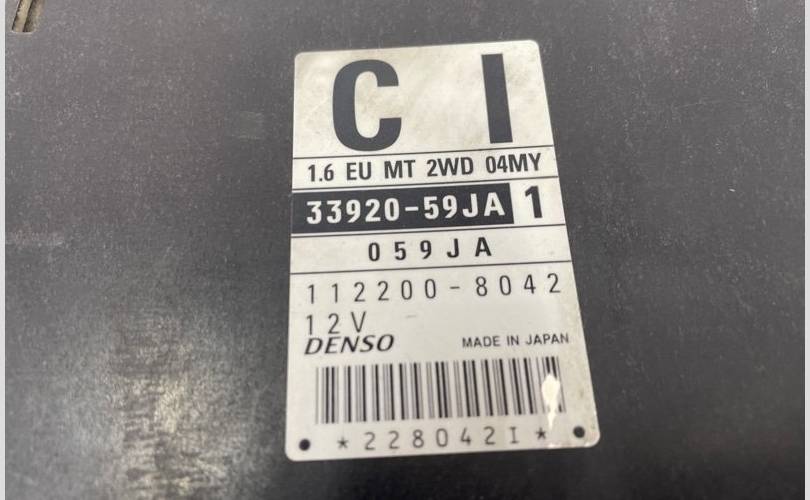 C I
1.6 EU MT 2WD 04MY
33920-59JA 1
059JA
112200-8042
12V
DENSO MADE IN JAPAN
*228042I*